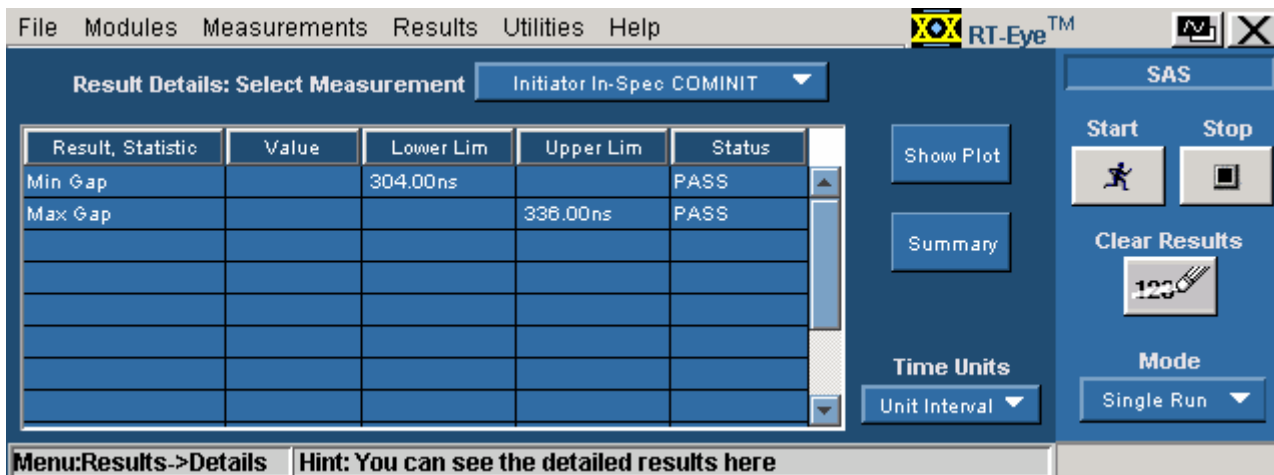 File Modules Measurements Results Utilities Help RT-Eye™
Result Details: Select Measurement Initiator In-Spec COMINIT
Result, Statistic Value Lower Lim Upper Lim Status
Min Gap 304.00ns PASS
Max Gap 336.00ns PASS
Show Plot
Summary
Time Units
Unit Interval
SAS
Start Stop
Clear Results
123
Mode
Single Run
Menu:Results->Details Hint: You can see the detailed results here